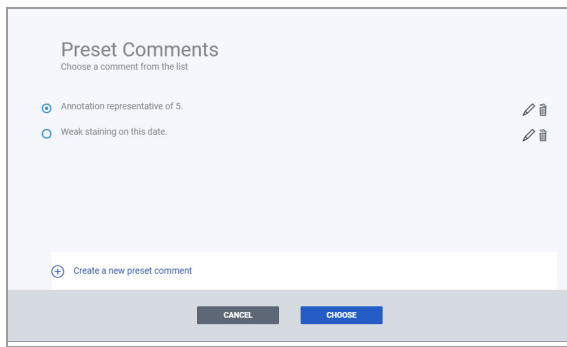 Preset Comments
Choose a comment from the list
Annotation representative of 5.
Weak staining on this date.
Create a new preset comment
CANCEL CHOOSE